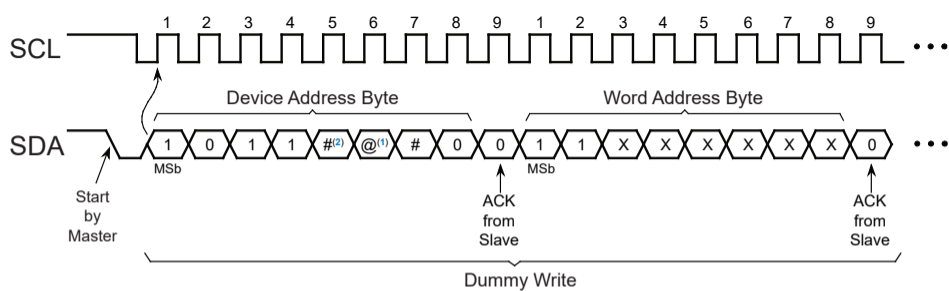 1 2 3 4 5 6 7 8 9 1 2 3 4 5 6 7 8 9
SCL •••
Device Address Byte Word Address Byte
SDA 1 0 1 1 #(2) @(1) # 0 0 1 1 X X X X X X 0 •••
MSb MSb
Start
by
Master
ACK
from
Slave
ACK
from
Slave
Dummy Write